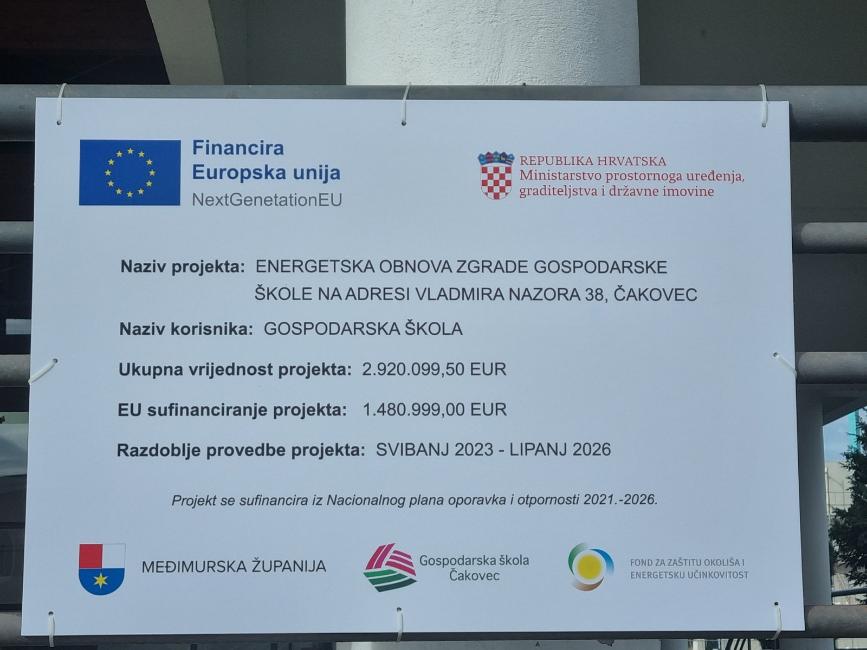 Financira
Europska unija
NextGenetationEU
REPUBLIKA HRVATSKA
Ministarstvo prostornoga uređenja,
graditeljstva i državne imovine
Naziv projekta: ENERGETSKA OBNOVA ZGRADE GOSPODARSKE
ŠKOLE NA ADRESI VLADMIRA NAZORA 38, ČAKOVEC
Naziv korisnika: GOSPODARSKA ŠKOLA
Ukupna vrijednost projekta: 2.920.099,50 EUR
EU sufinanciranje projekta: 1.480.999,00 EUR
Razdoblje provedbe projekta: SVIBANJ 2023 - LIPANJ 2026
Projekt se sufinancira iz Nacionalnog plana oporavka i otpornosti 2021.-2026.
MEĐIMURSKA ŽUPANIJA
Gospodarska škola
Čakovec
FOND ZA ZAŠTITU OKOLIŠA I
ENERGETSKU UČINKOVITOST